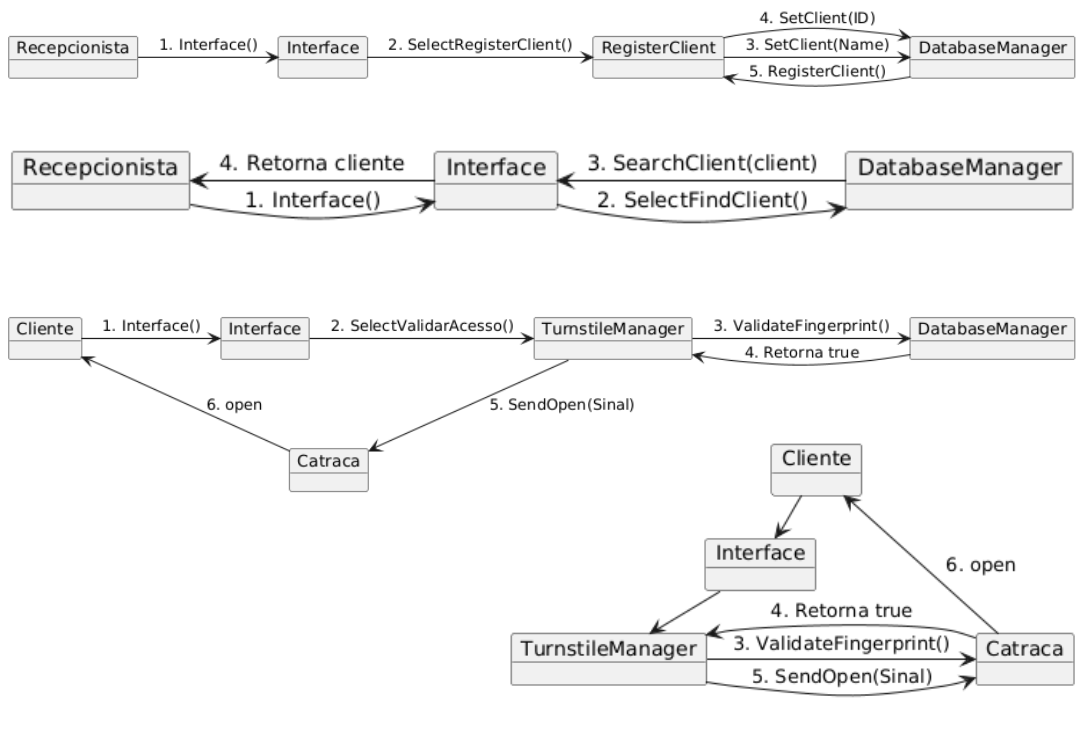 4. SetClient(ID)
Recepcionista
1. Interface()
Interface
2. SelectRegisterClient()
RegisterClient
3. SetClient(Name)
DatabaseManager
5. RegisterClient()
Recepcionista
4. Retorna cliente
Interface
3. SearchClient(client)
DatabaseManager
1. Interface()
2. SelectFindClient()
Cliente
1. Interface()
Interface
2. SelectValidarAcesso()
TurnstileManager
3. ValidateFingerprint()
DatabaseManager
4. Retorna true
6. open
5. SendOpen(Sinal)
Catraca
Cliente
Interface
6. open
4. Retorna true
TurnstileManager
3. ValidateFingerprint()
Catraca
5. SendOpen(Sinal)